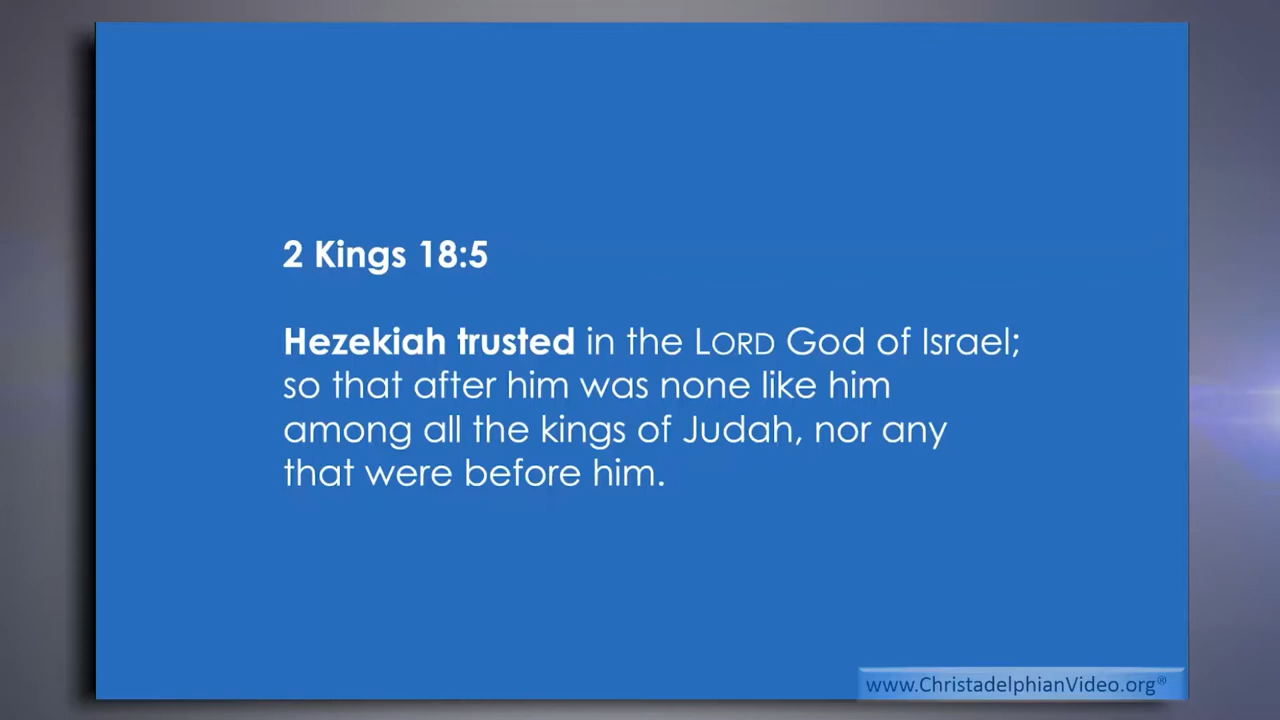 2 Kings 18:5
Hezekiah trusted in the LORD God of Israel;
so that after him was none like him
among all the kings of Judah, nor any
that were before him.
www.ChristadelphianVideo.org®